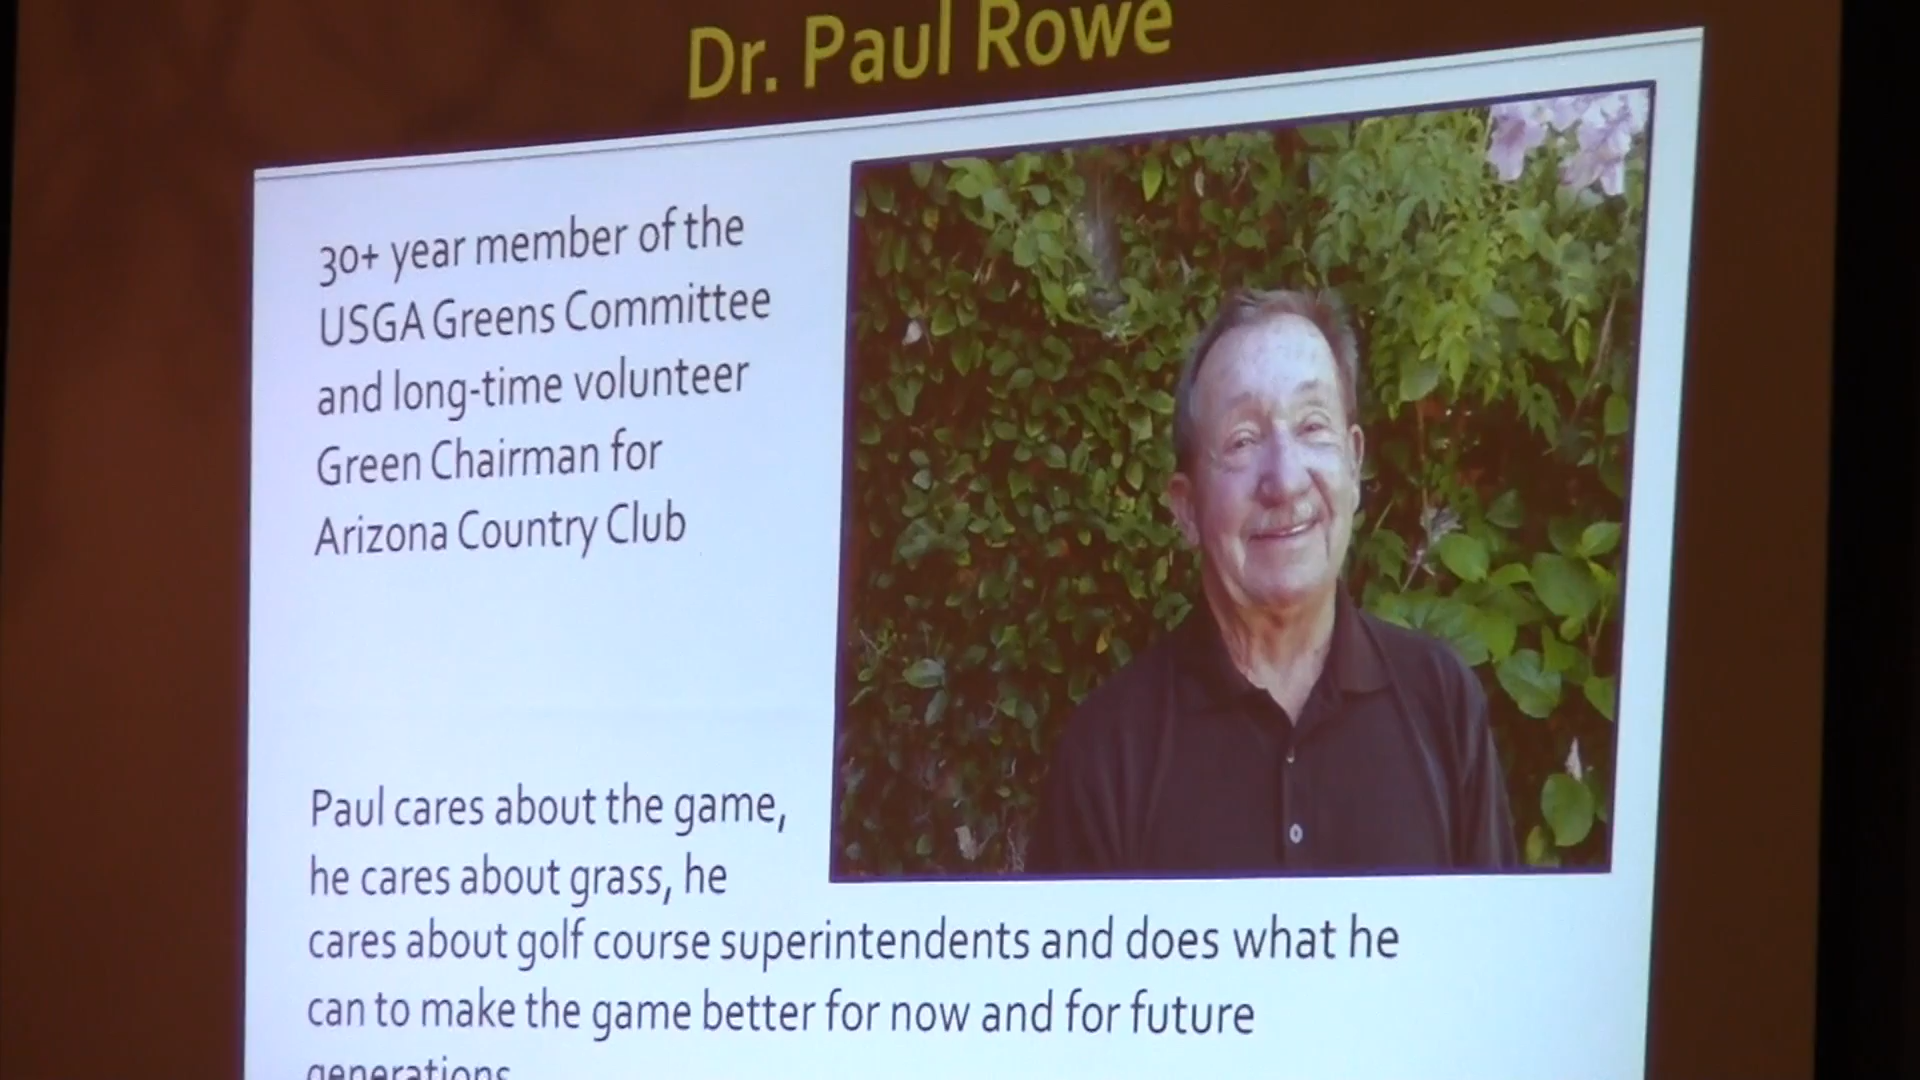 Dr. Paul Rowe
30+ year member of the
USGA Greens Committee
and long-time volunteer
Green Chairman for
Arizona Country Club
Paul cares about the game,
he cares about grass, he
cares about golf course superintendents and does what he
can to make the game better for now and for future
generations